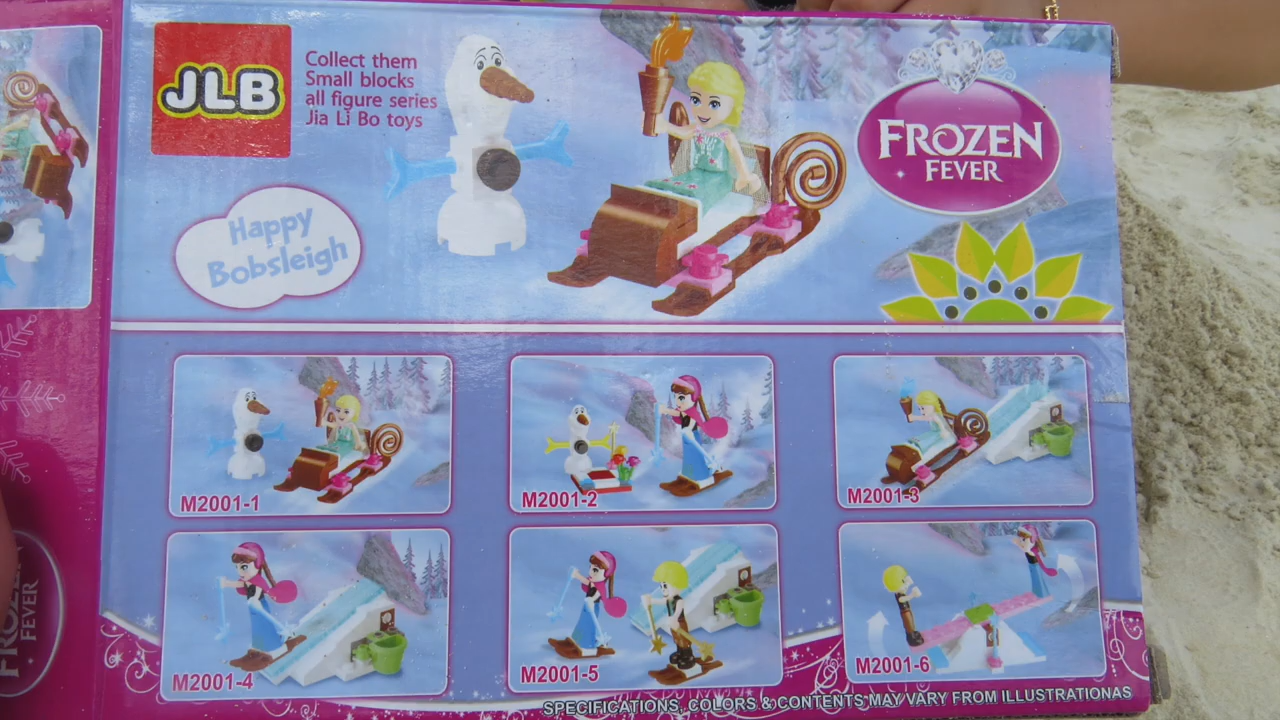 JLB
Collect them
Small blocks
all figure series
Jia Li Bo toys
FROZEN
FEVER
Happy
Bobsleigh
M2001-1
M2001-2
M2001-3
M2001-4
M2001-5
M2001-6
FROZEN
FEVER
SPECIFICATIONS, COLORS & CONTENTS MAY VARY FROM ILLUSTRATIONAS